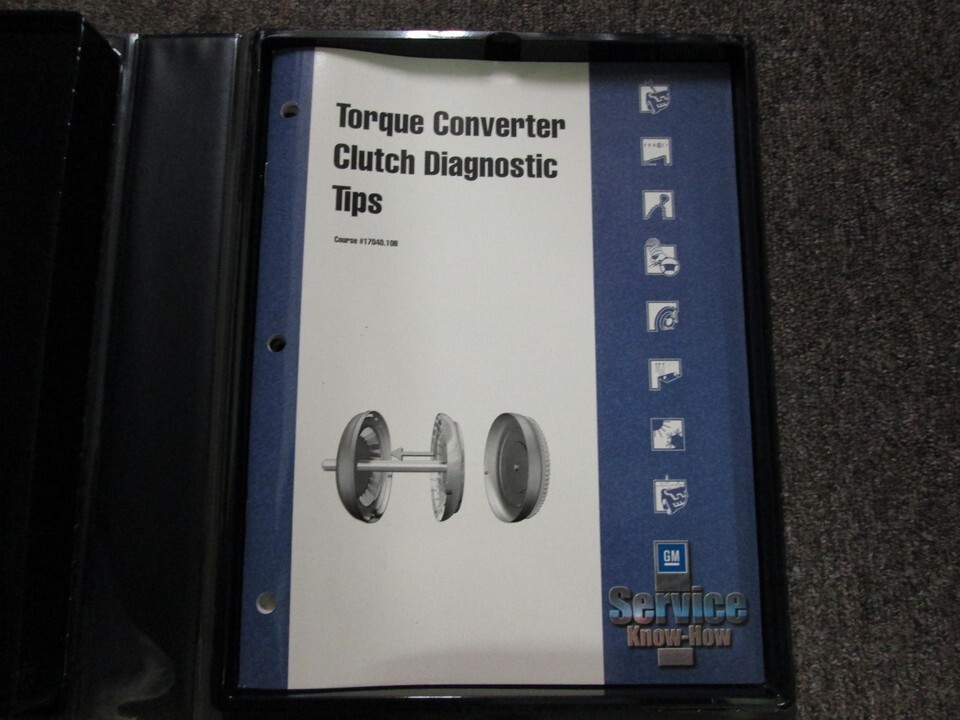 Torque Converter
Clutch Diagnostic
Tips
Course #17040.10B
GM
Service
Know-How